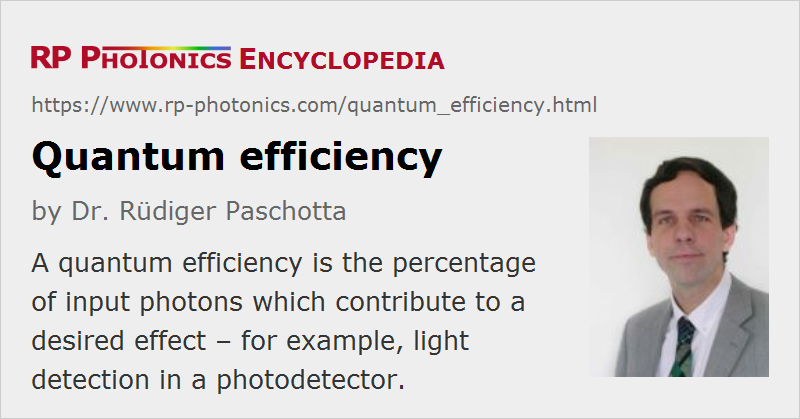 RP PHOTONICS ENCYCLOPEDIA
https://www.rp-photonics.com/quantum_efficiency.html
Quantum efficiency
by Dr. Rüdiger Paschotta
A quantum efficiency is the percentage
of input photons which contribute to a
desired effect – for example, light
detection in a photodetector.